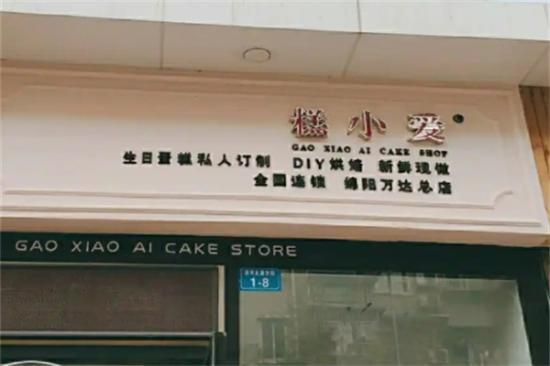 糕小爱
GAO XIAO AI CAKE SHOP
生日蛋糕私人订制 DIY烘焙 新鲜现做
全国连锁 绵阳万达总店
GAO XIAO AI CAKE STORE
1-8